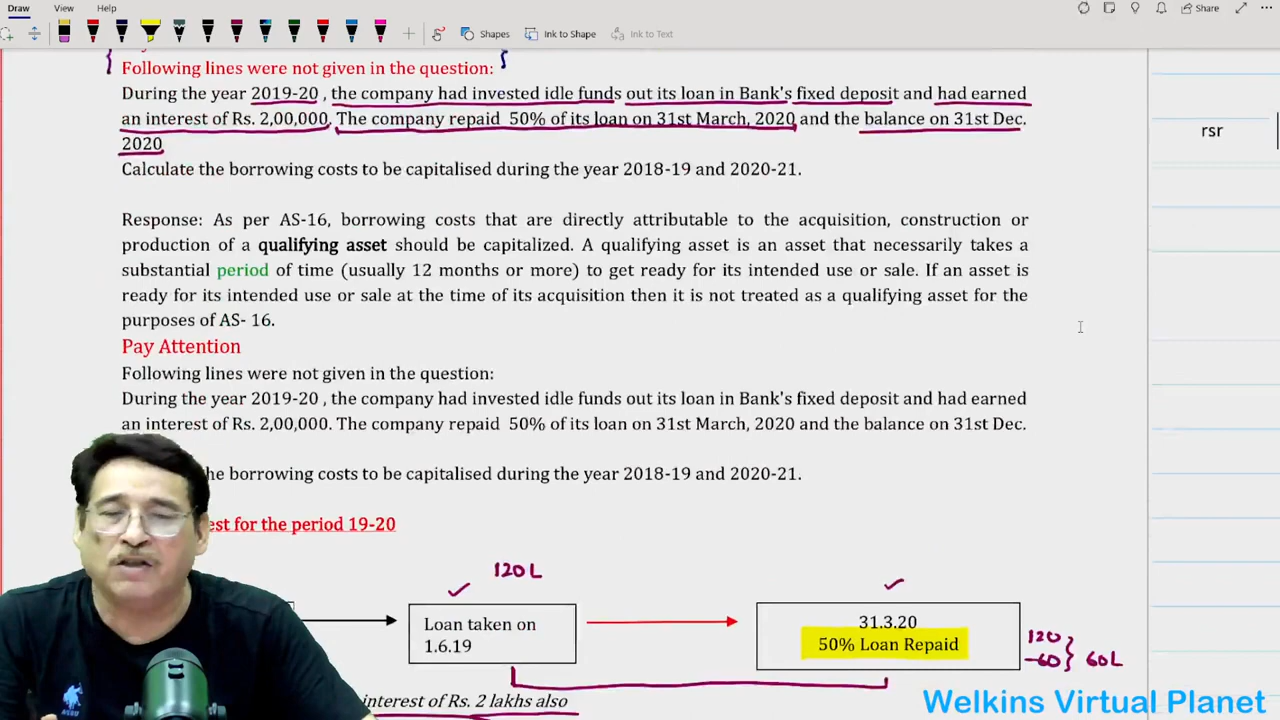 Draw View Help
Share
Shapes Ink to Shape Ink to Text
Following lines were not given in the question:
During the year 2019-20 , the company had invested idle funds out its loan in Bank's fixed deposit and had earned
an interest of Rs. 2,00,000. The company repaid 50% of its loan on 31st March, 2020 and the balance on 31st Dec.
2020
Calculate the borrowing costs to be capitalised during the year 2018-19 and 2020-21.
rsr
Response: As per AS-16, borrowing costs that are directly attributable to the acquisition, construction or
production of a qualifying asset should be capitalized. A qualifying asset is an asset that necessarily takes a
substantial period of time (usually 12 months or more) to get ready for its intended use or sale. If an asset is
ready for its intended use or sale at the time of its acquisition then it is not treated as a qualifying asset for the
purposes of AS- 16.
Pay Attention
Following lines were not given in the question:
During the year 2019-20 , the company had invested idle funds out its loan in Bank's fixed deposit and had earned
an interest of Rs. 2,00,000. The company repaid 50% of its loan on 31st March, 2020 and the balance on 31st Dec.
the borrowing costs to be capitalised during the year 2018-19 and 2020-21.
est for the period 19-20
120L
Loan taken on
1.6.19
31.3.20
50% Loan Repaid
120
-60 60L
interest of Rs. 2 lakhs also
Welkins Virtual Planet